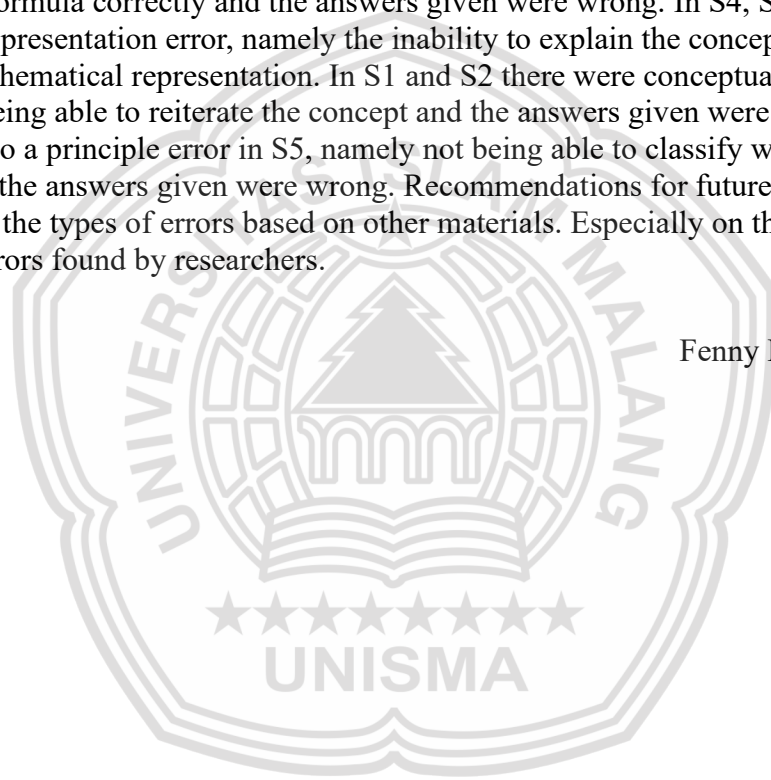 ormula correctly and the answers given were wrong. In S4, S
presentation error, namely the inability to explain the concep
hematical representation. In S1 and S2 there were conceptua
eing able to reiterate the concept and the answers given were
o a principle error in S5, namely not being able to classify w
the answers given were wrong. Recommendations for future
the types of errors based on other materials. Especially on th
rors found by researchers.
Fenny
UNIVERSITAS ISLAM MALANG
UNISMA